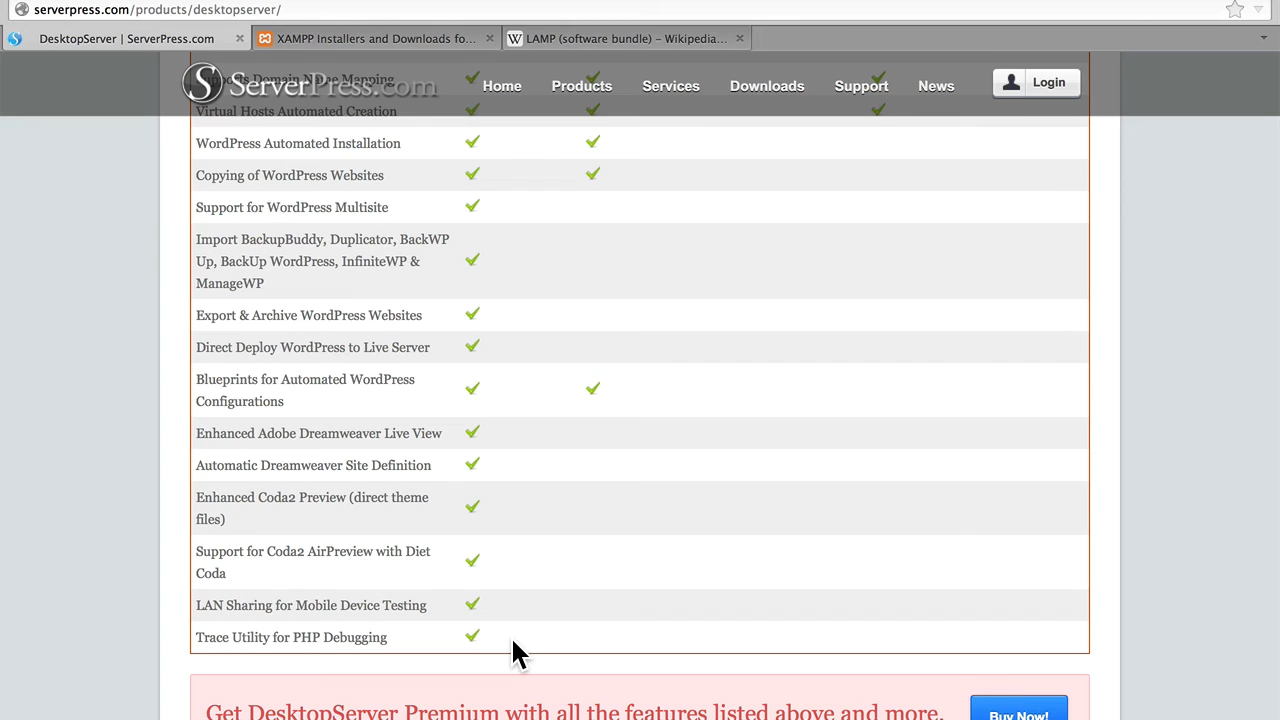 serverpress.com/products/desktopserver/
DesktopServer | ServerPress.com
XAMPP Installers and Downloads fo...
LAMP (software bundle) – Wikipedia...
Supports Domain Name Mapping
ServerPress.com
Home
Products
Services
Downloads
Support
News
Login
Virtual Hosts Automated Creation
WordPress Automated Installation
Copying of WordPress Websites
Support for WordPress Multisite
Import BackupBuddy, Duplicator, BackWP
Up, BackUp WordPress, InfiniteWP &
ManageWP
Export & Archive WordPress Websites
Direct Deploy WordPress to Live Server
Blueprints for Automated WordPress
Configurations
Enhanced Adobe Dreamweaver Live View
Automatic Dreamweaver Site Definition
Enhanced Coda2 Preview (direct theme
files)
Support for Coda2 AirPreview with Diet
Coda
LAN Sharing for Mobile Device Testing
Trace Utility for PHP Debugging
Get DesktopServer Premium with all the features listed above and more.
Buy Now!